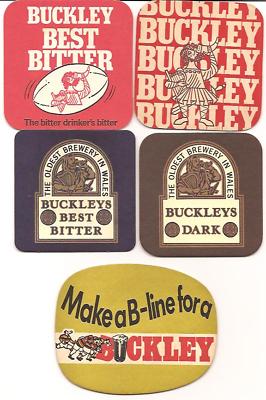 BUCKLEY
BEST
BITTER
The bitter drinker's bitter
BUCKLEY
BUCKLEY
BUCKLEY
BUCKLEY
BUCKLEY
THE OLDEST BREWERY IN WALES
BUCKLEYS
BEST
BITTER
THE OLDEST BREWERY IN WALES
BUCKLEYS
DARK
Make a B-line for a
BUCKLEY